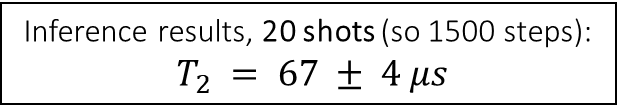 Inference results, 20 shots (so 1500 steps):
T₂ = 67 ± 4 μs